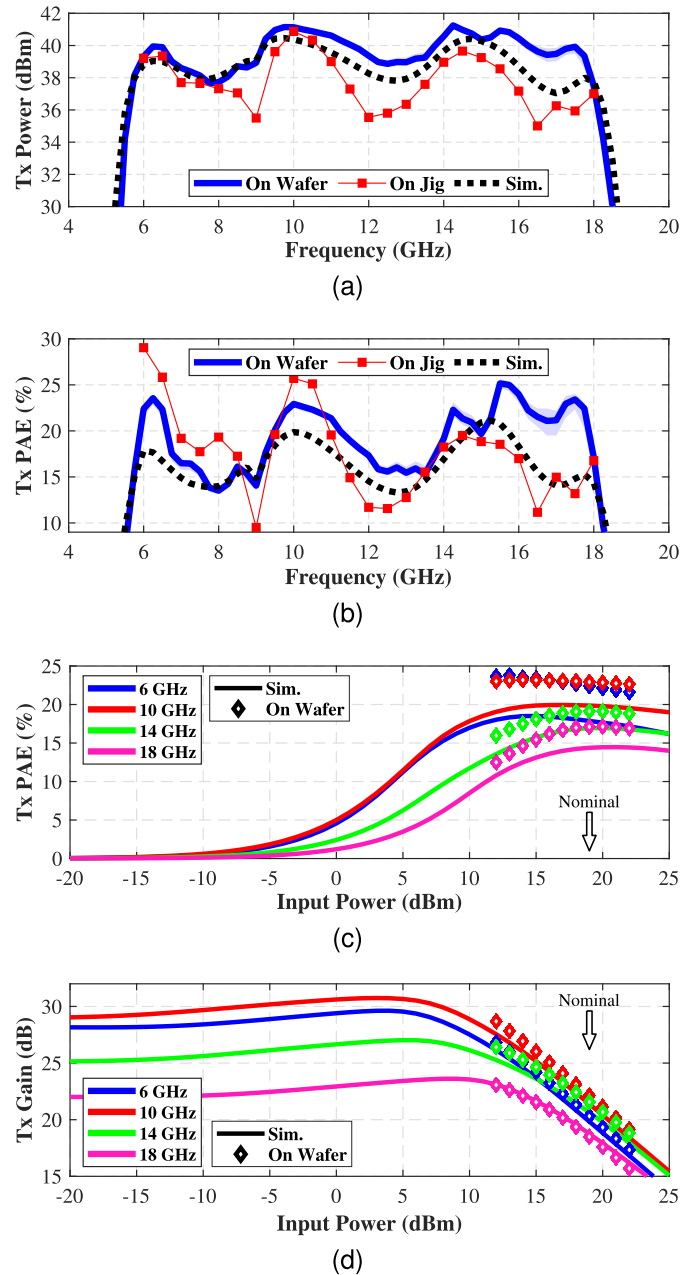 42
40
38
36
34
32
30
Tx Power (dBm)
On Wafer On Jig Sim.
4 6 8 10 12 14 16 18 20
Frequency (GHz)
(a)
30
25
20
15
10
Tx PAE (%)
On Wafer On Jig Sim.
4 6 8 10 12 14 16 18 20
Frequency (GHz)
(b)
25
20
15
10
5
0
Tx PAE (%)
6 GHz
10 GHz
14 GHz
18 GHz
Sim.
On Wafer
Nominal
-20 -15 -10 -5 0 5 10 15 20 25
Input Power (dBm)
(c)
30
25
20
15
Tx Gain (dB)
Nominal
6 GHz
10 GHz
14 GHz
18 GHz
Sim.
On Wafer
-20 -15 -10 -5 0 5 10 15 20 25
Input Power (dBm)
(d)